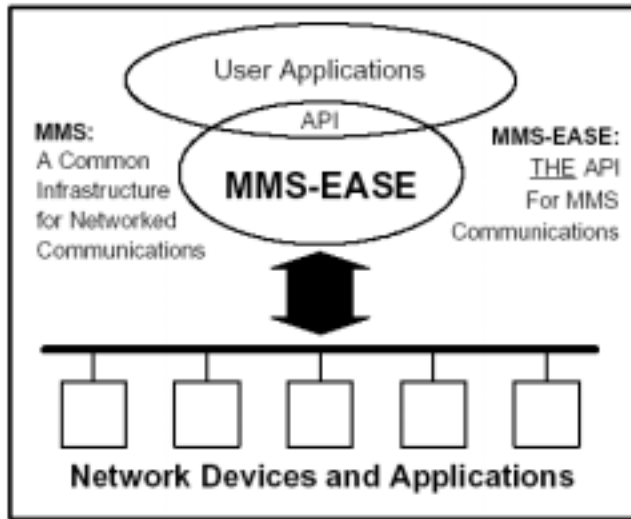 User Applications
API
MMS:
A Common
Infrastructure
for Networked
Communications
MMS-EASE
MMS-EASE:
THE API
For MMS
Communications
Network Devices and Applications